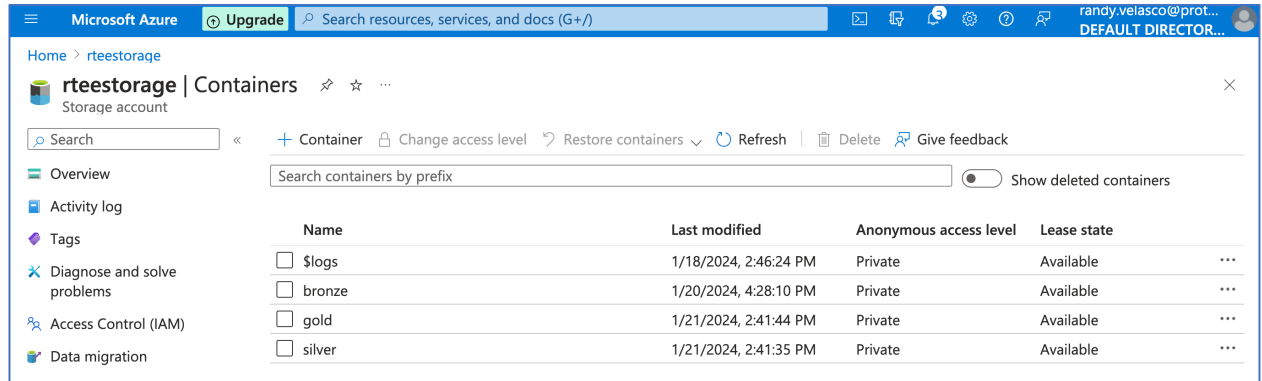 Microsoft Azure
Upgrade
Search resources, services, and docs (G+/)
3
randy.velasco@prot...
DEFAULT DIRECTOR...
Home > rteestorage
rteestorage | Containers
Storage account
Search
Container
Change access level
Restore containers
Refresh
Delete
Give feedback
Overview
Activity log
Tags
Diagnose and solve
problems
Access Control (IAM)
Data migration
Search containers by prefix
Show deleted containers
Name Last modified Anonymous access level Lease state
$logs 1/18/2024, 2:46:24 PM Private Available
bronze 1/20/2024, 4:28:10 PM Private Available
gold 1/21/2024, 2:41:44 PM Private Available
silver 1/21/2024, 2:41:35 PM Private Available